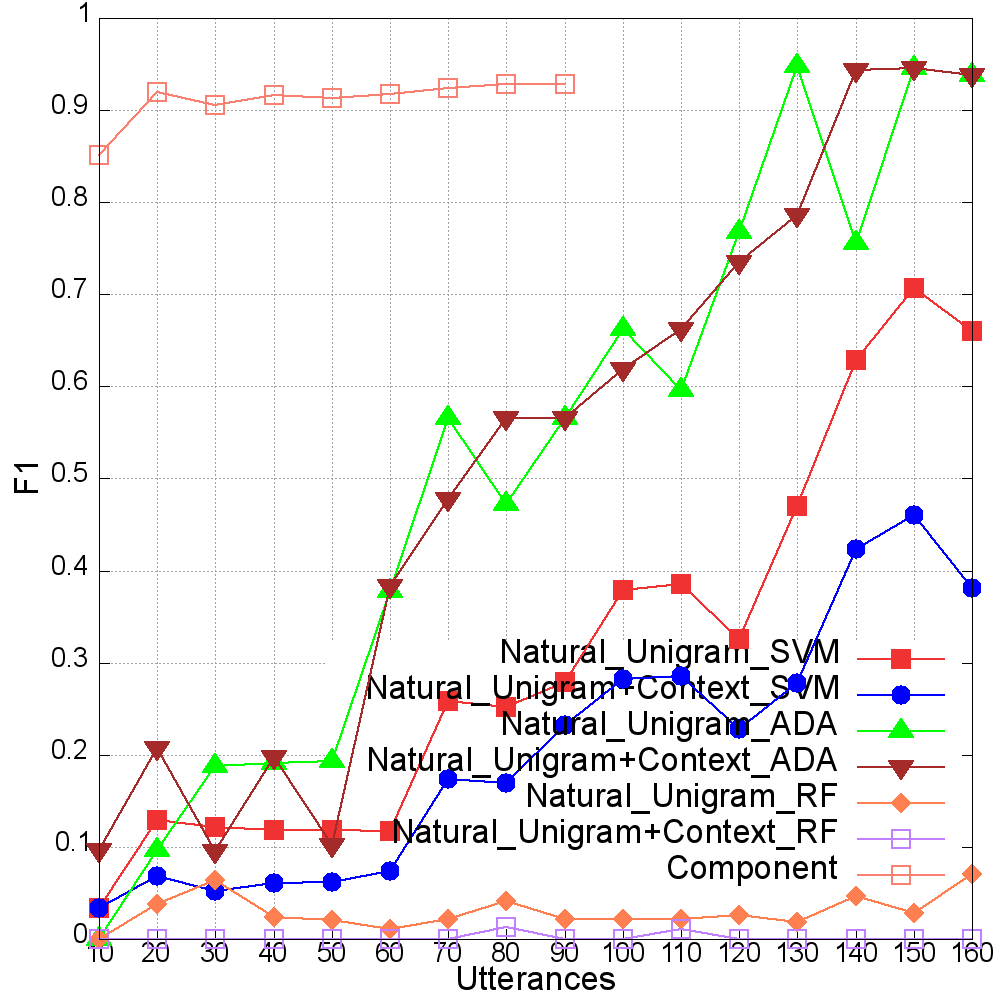 1
0.9
0.8
0.7
0.6
0.5
0.4
0.3
0.2
0.1
0
F1
Natural_Unigram_SVM
Natural_Unigram+Context_SVM
Natural_Unigram_ADA
Natural_Unigram+Context_ADA
Natural_Unigram_RF
Natural_Unigram+Context_RF
Component
10 20 30 40 50 60 70 80 90 100 110 120 130 140 150 160
Utterances